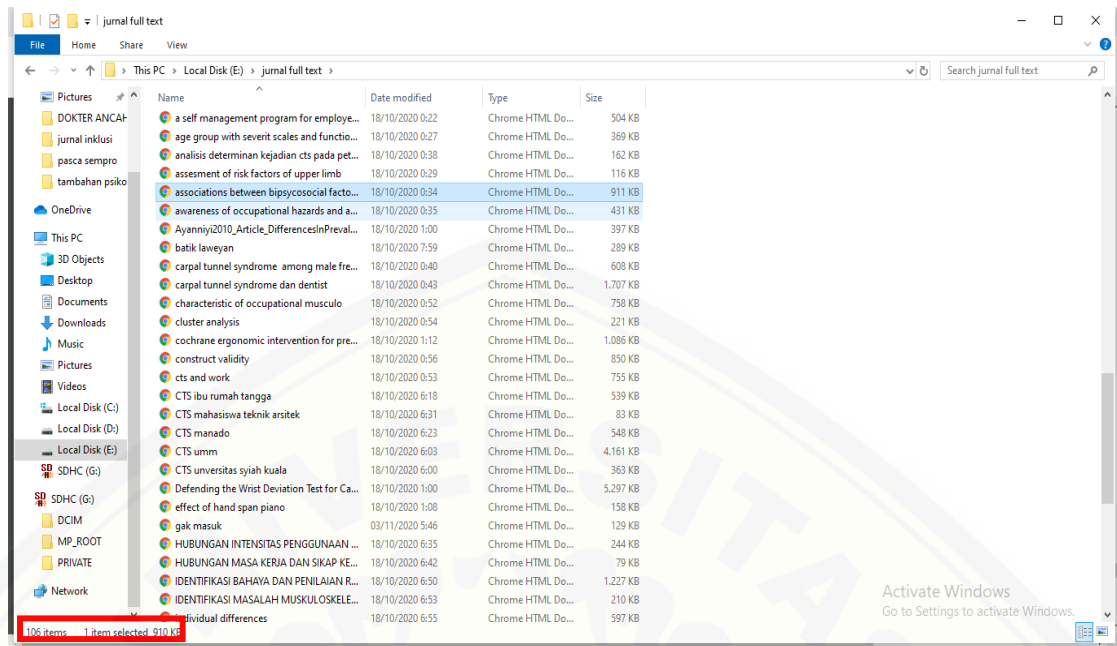 jurnal full text
File Home Share View
This PC > Local Disk (E:) > jurnal full text >
Search jurnal full text
Pictures
DOKTER ANCAH
jurnal inklusi
pasca sempro
tambahan psiko
OneDrive
This PC
3D Objects
Desktop
Documents
Downloads
Music
Pictures
Videos
Local Disk (C:)
Local Disk (D:)
Local Disk (E:)
SDHC (G:)
SDHC (G:)
DCIM
MP_ROOT
PRIVATE
Network
Name Date modified Type Size
a self management program for employe... 18/10/2020 0:22 Chrome HTML Do... 504 KB
age group with severit scales and functio... 18/10/2020 0:27 Chrome HTML Do... 369 KB
analisis determinan kejadian cts pada pet... 18/10/2020 0:38 Chrome HTML Do... 162 KB
assesment of risk factors of upper limb 18/10/2020 0:29 Chrome HTML Do... 116 KB
associations between bipsycosocial facto... 18/10/2020 0:34 Chrome HTML Do... 911 KB
awareness of occupational hazards and a... 18/10/2020 0:35 Chrome HTML Do... 431 KB
Ayanniyi2010_Article_DifferencesInPreval... 18/10/2020 1:00 Chrome HTML Do... 397 KB
batik laweyan 18/10/2020 7:59 Chrome HTML Do... 289 KB
carpal tunnel syndrome among male fre... 18/10/2020 0:40 Chrome HTML Do... 608 KB
carpal tunnel syndrome dan dentist 18/10/2020 0:43 Chrome HTML Do... 1.707 KB
characteristic of occupational musculo 18/10/2020 0:52 Chrome HTML Do... 758 KB
cluster analysis 18/10/2020 0:54 Chrome HTML Do... 221 KB
cochrane ergonomic intervention for pre... 18/10/2020 1:12 Chrome HTML Do... 1.086 KB
construct validity 18/10/2020 0:56 Chrome HTML Do... 850 KB
cts and work 18/10/2020 0:53 Chrome HTML Do... 755 KB
CTS ibu rumah tangga 18/10/2020 6:18 Chrome HTML Do... 539 KB
CTS mahasiswa teknik arsitek 18/10/2020 6:31 Chrome HTML Do... 83 KB
CTS manado 18/10/2020 6:23 Chrome HTML Do... 548 KB
CTS umm 18/10/2020 6:03 Chrome HTML Do... 4.161 KB
CTS unversitas syiah kuala 18/10/2020 6:00 Chrome HTML Do... 363 KB
Defending the Wrist Deviation Test for Ca... 18/10/2020 1:00 Chrome HTML Do... 5.297 KB
effect of hand span piano 18/10/2020 1:08 Chrome HTML Do... 158 KB
gak masuk 03/11/2020 5:46 Chrome HTML Do... 129 KB
HUBUNGAN INTENSITAS PENGGUNAAN ... 18/10/2020 6:35 Chrome HTML Do... 244 KB
HUBUNGAN MASA KERJA DAN SIKAP KE... 18/10/2020 6:42 Chrome HTML Do... 79 KB
IDENTIFIKASI BAHAYA DAN PENILAIAN R... 18/10/2020 6:50 Chrome HTML Do... 1.227 KB
IDENTIFIKASI MASALAH MUSKULOSKELE... 18/10/2020 6:53 Chrome HTML Do... 210 KB
individual differences 18/10/2020 6:55 Chrome HTML Do... 597 KB
Activate Windows
Go to Settings to activate Windows.
106 items 1 item selected 910 KB